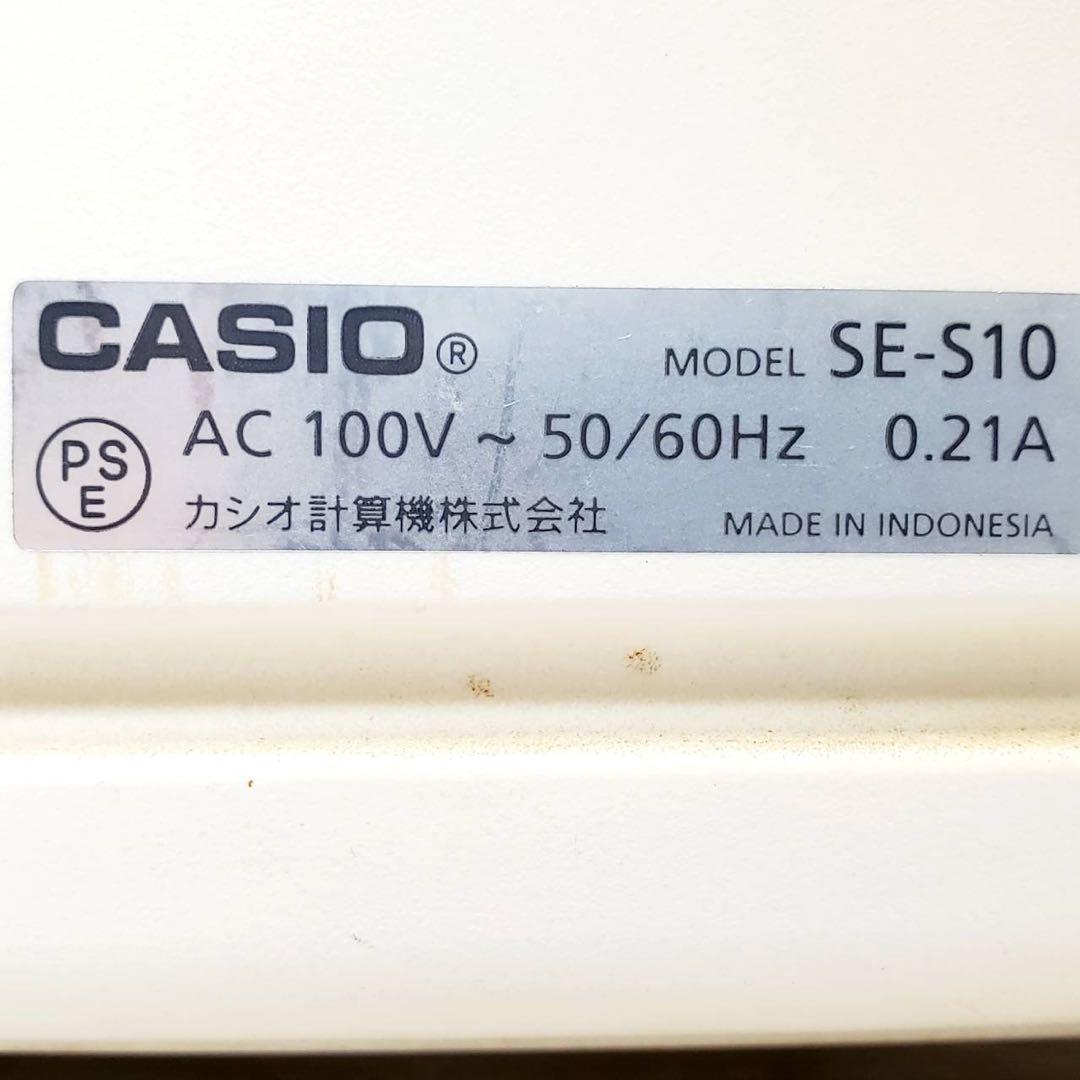 CASIO® MODEL SE-S10
PS E AC 100V ~ 50/60Hz 0.21A
カシオ計算機株式会社 MADE IN INDONESIA